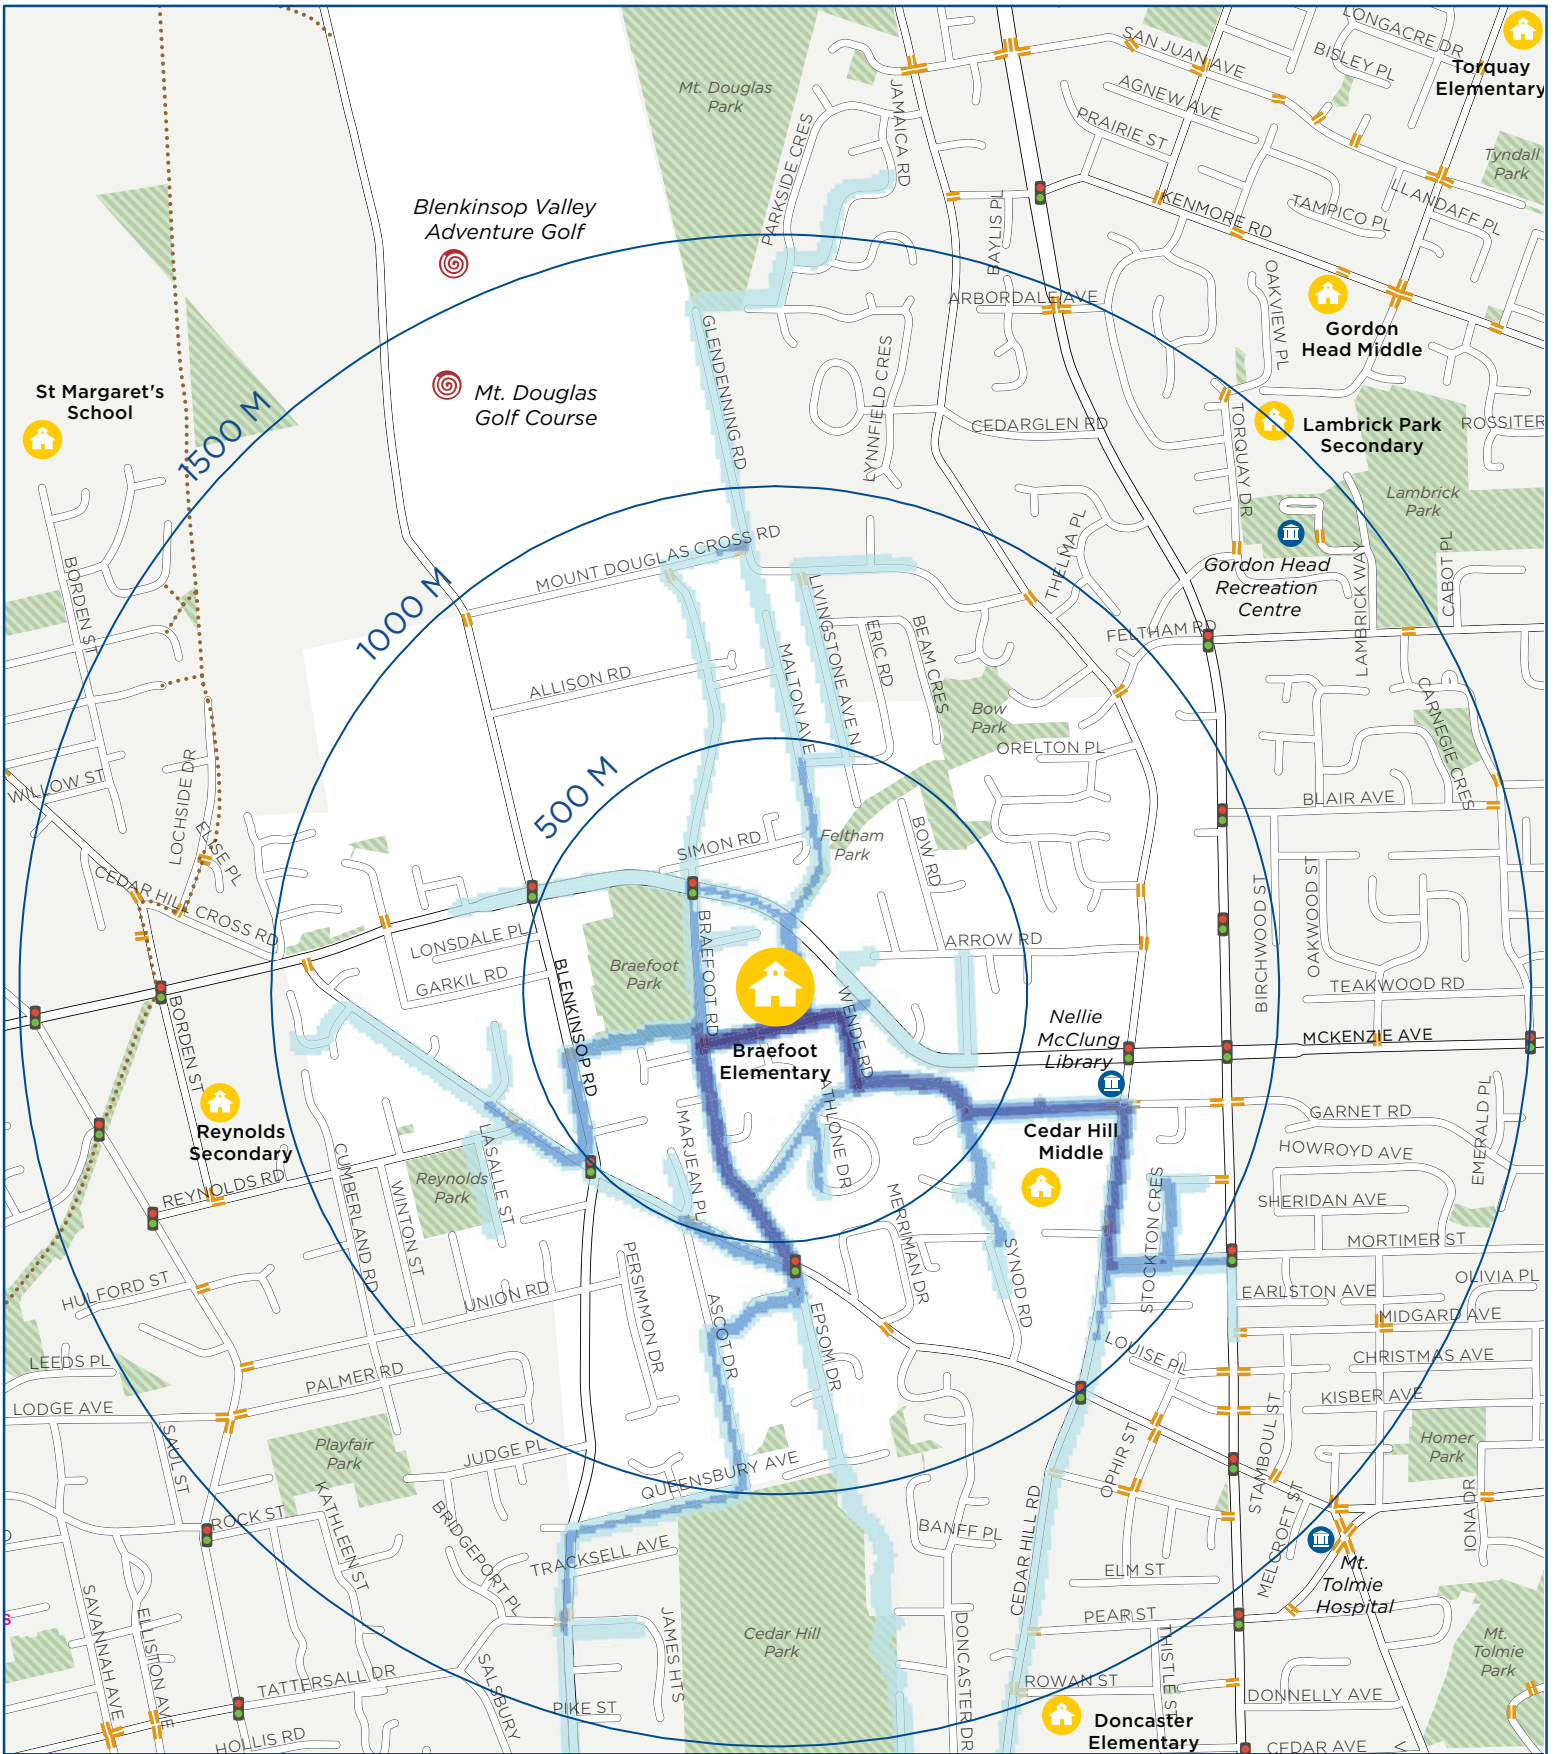 LONGACRE DR
SAN JUAN AVE
BISLEY PL
Torquay
Elementary
Mt. Douglas
Park
JAMAICA RD
AGNEW AVE
PRAIRIE ST
PARKSIDE CRES
Tyndall
Park
LLANDAFF PL
TAMPICO PL
KENMORE RD
BAYLIS PL
Blenkinsop Valley
Adventure Golf
ARBORDALE AVE
OAKVIEW PL
Gordon
Head Middle
GLENDENNING RD
LYNNFIELD CRES
St Margaret's
School
Mt. Douglas
Golf Course
1500 M
CEDARGLEN RD
TORQUAY DR
Lambrick Park
Secondary
ROSSITER
Lambrick
Park
MOUNT DOUGLAS CROSS RD
THELMA PL
Gordon Head
Recreation
Centre
LAMBRICK WAY
CABOT PL
BORDEN ST
1000 M
LIVINGSTONE AVE N
ERIC RD
BEAM CRES
FELTHAM RD
MALTON AVE
ALLISON RD
Bow
Park
CARNEGIE CRES
ORELTON PL
500 M
WILLOW ST
LOCHSIDE DR
ELISE PL
BLAIR AVE
SIMON RD
Feltham
Park
BOW RD
CEDAR HILL CROSS RD
BIRCHWOOD ST
OAKWOOD ST
LONSDALE PL
GARKIL RD
BLENKINSOP RD
Braefoot
Park
BRAEFOOT RD
ARROW RD
TEAKWOOD RD
BORDEN ST
WENDE RD
Nellie
McClung
Library
MCKENZIE AVE
Braefoot
Elementary
Reynolds
Secondary
ATHLONE DR
MARJEAN PL
Cedar Hill
Middle
GARNET RD
HOWROYD AVE
EMERALD PL
LASALLE ST
Reynolds
Park
REYNOLDS RD
CUMBERLAND RD
WINTON ST
MERRIMAN DR
SYNOD RD
STOCKTON CRES
SHERIDAN AVE
MORTIMER ST
HULFORD ST
UNION RD
PERSIMMON DR
ASCOT DR
EPSOM DR
EARLSTON AVE
OLIVIA PL
MIDGARD AVE
LEEDS PL
LOUISE PL
CHRISTMAS AVE
PALMER RD
KISBER AVE
LODGE AVE
SAUL ST
Playfair
Park
JUDGE PL
QUEENSBURY AVE
OPHIR ST
STAMBOUL ST
Homer
Park
KATHLEEN ST
BRIDGEPORT PL
ROCK ST
CEDAR HILL RD
BANFF PL
MELCROFT ST
IONA DR
TRACKSELL AVE
ELM ST
Mt.
Tolmie
Hospital
SAVANNAH AVE
ELLISTON AVE
JAMES HTS
Cedar Hill
Park
PEAR ST
THISTLE ST
DONCASTER DR
Mt.
Tolmie
Park
TATTERSALL DR
SALSBURY
PIKE ST
ROWAN ST
DONNELLY AVE
Doncaster
Elementary
HOLLIS RD
CEDAR AVE